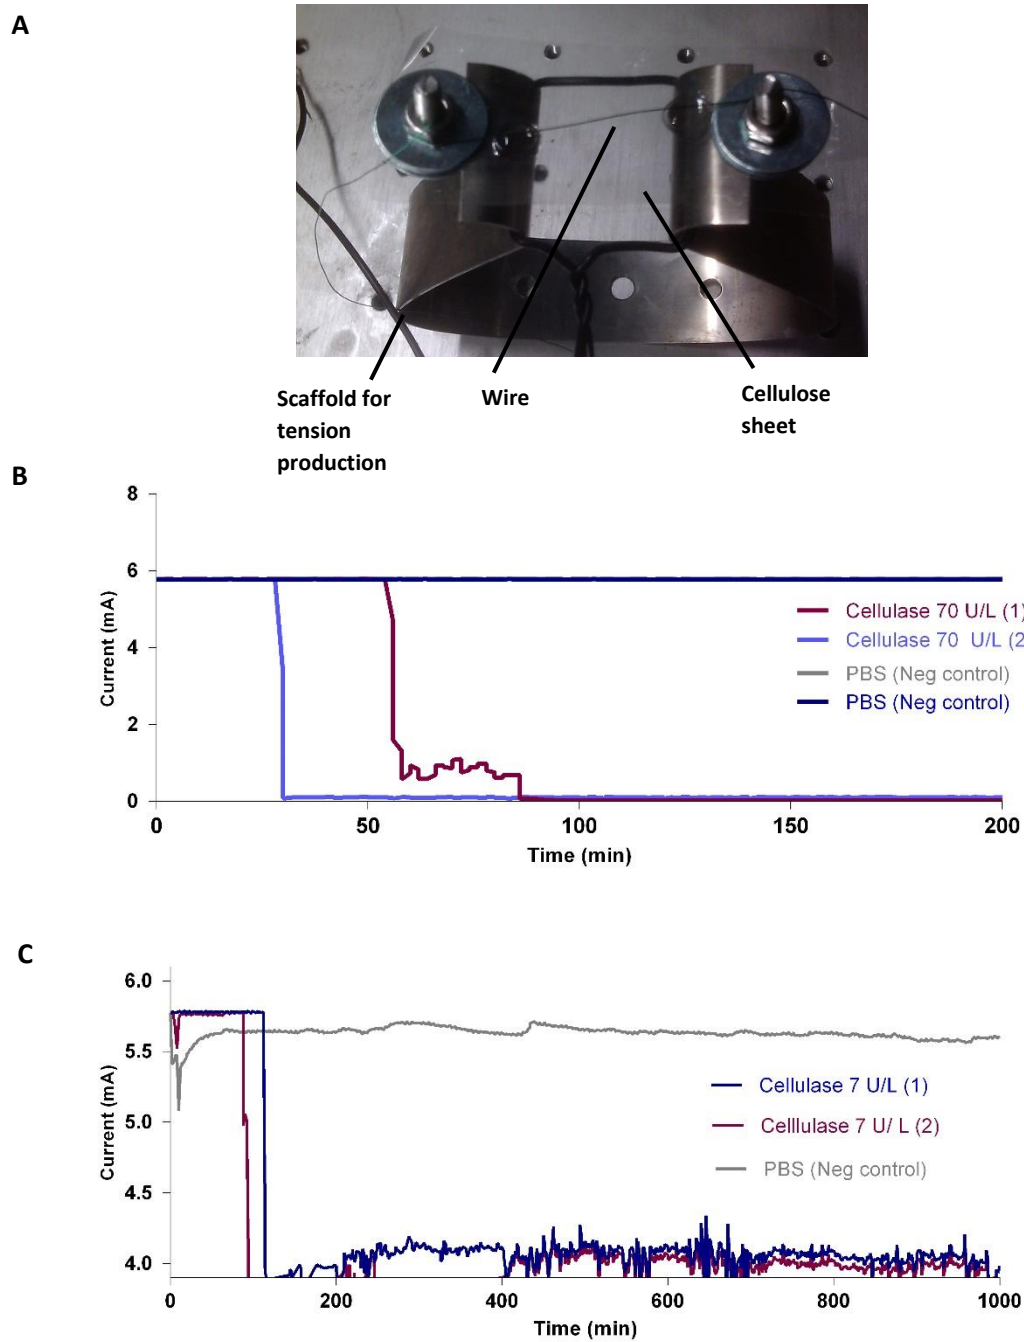 A
Scaffold for
tension
production
Wire
Cellulose
sheet
B
8
6
4
2
0
Current (mA)
0 50 100 150 200
Time (min)
Cellulase 70 U/L (1)
Cellulase 70 U/L (2
PBS (Neg control)
PBS (Neg control)
C
6.0
5.5
5.0
4.5
4.0
Current (mA)
0 200 400 600 800 1000
Time (min)
Cellulase 7 U/L (1)
Celllulase 7 U/ L (2)
PBS (Neg control)